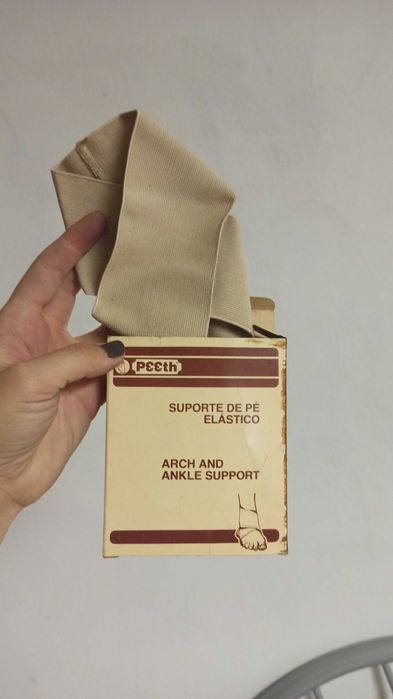 Peeth
SUPORTE DE PÉ
ELÁSTICO
ARCH AND
ANKLE SUPPORT